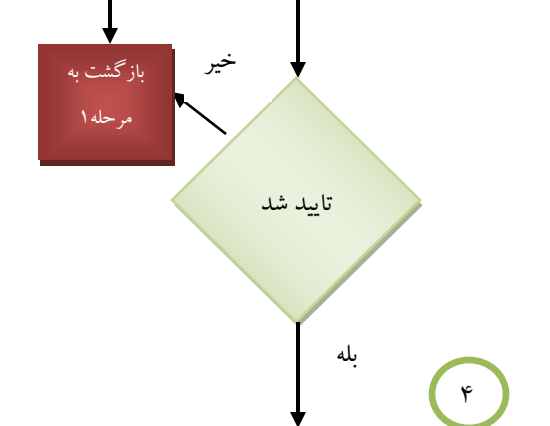 خیر
بازگشت به
مرحله۱
تایید شد
بله
۴